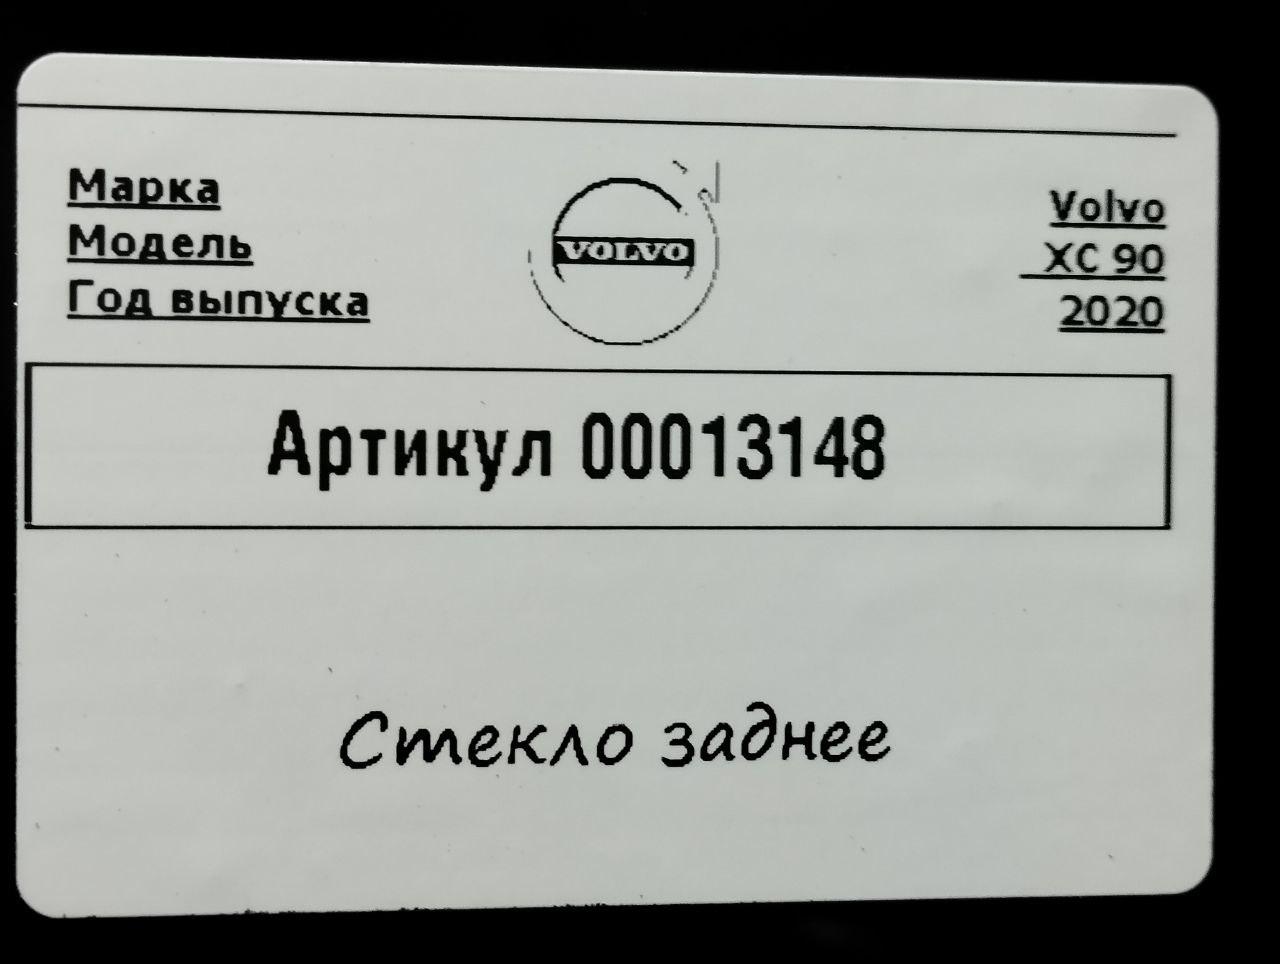 Марка Volvo
Модель XC 90
Год выпуска 2020
VOLVO
Артикул 00013148
Стекло заднее